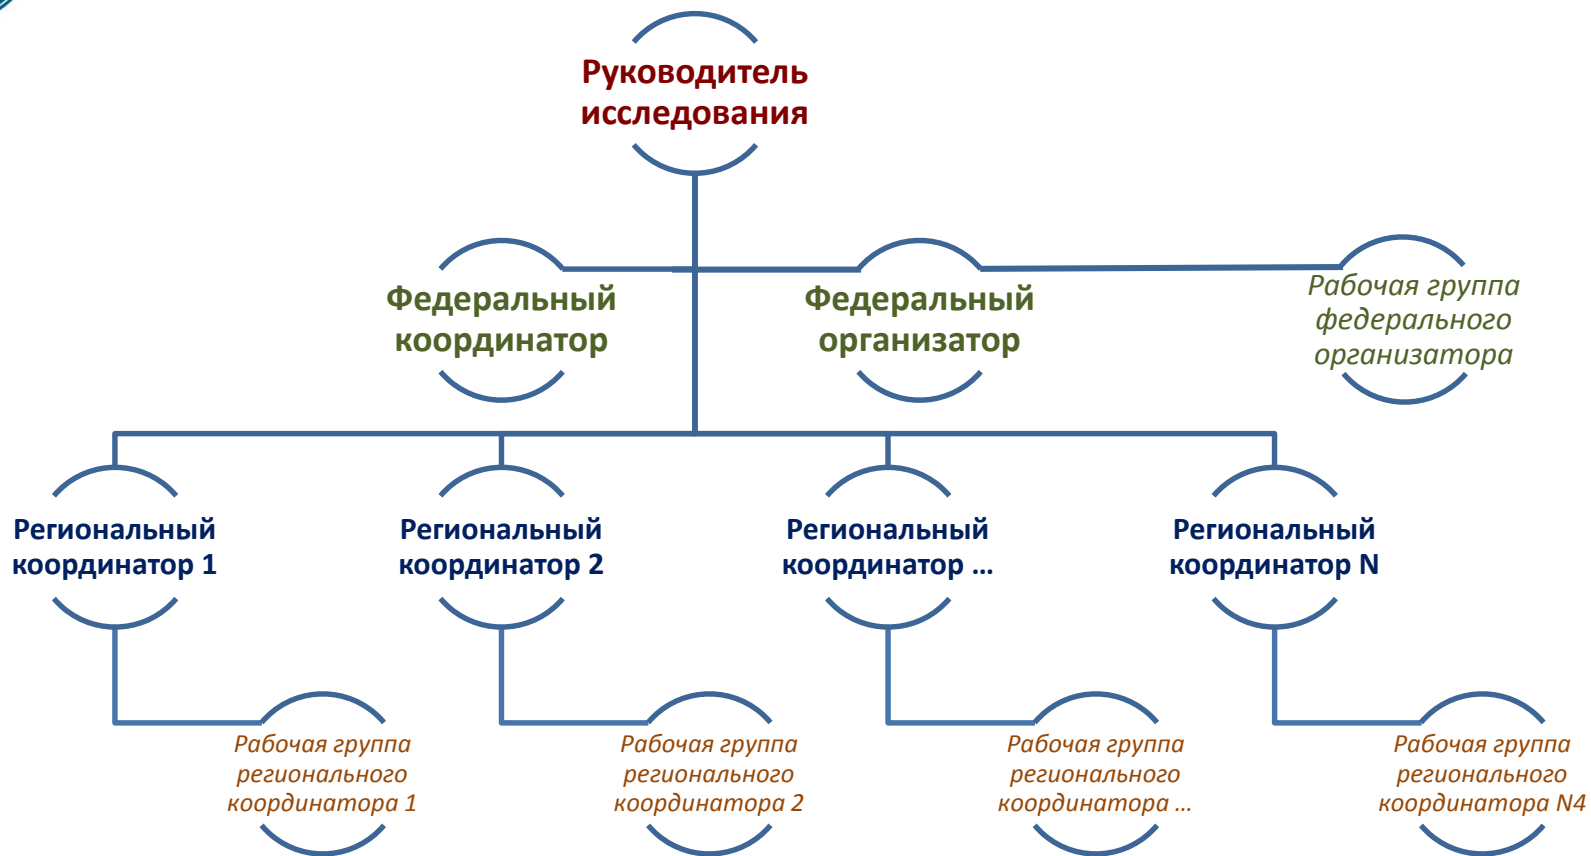 Руководитель
исследования
Федеральный
координатор
Федеральный
организатор
Рабочая группа
федерального
организатора
Региональный
координатор 1
Региональный
координатор 2
Региональный
координатор …
Региональный
координатор N
Рабочая группа
регионального
координатора 1
Рабочая группа
регионального
координатора 2
Рабочая группа
регионального
координатора …
Рабочая группа
регионального
координатора N4